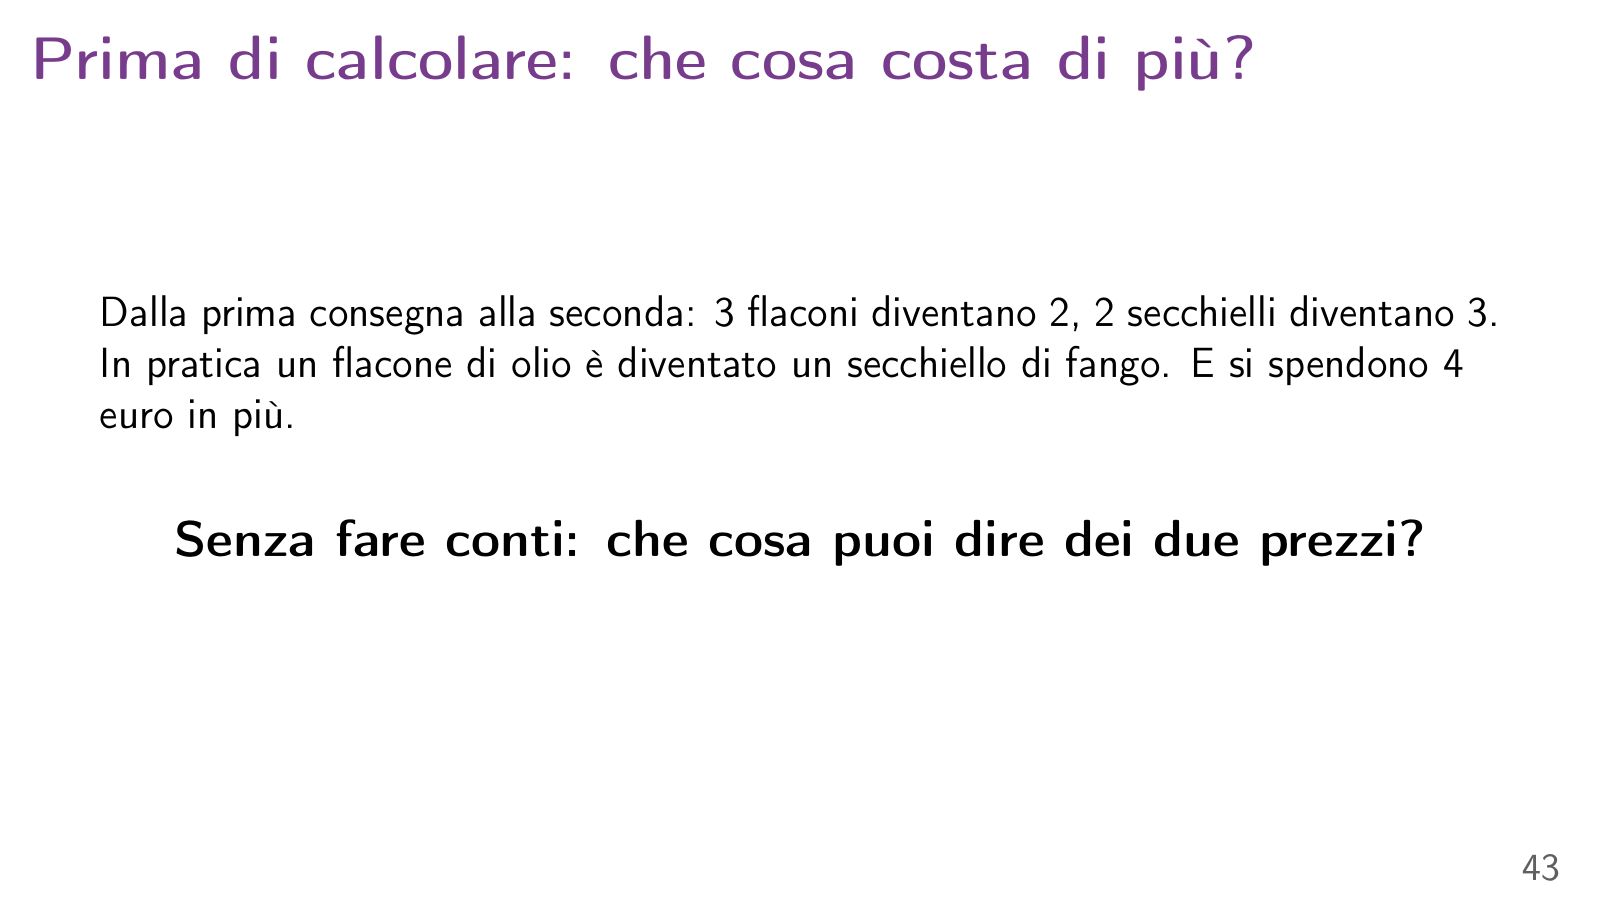 Prima di calcolare: che cosa costa di più?
Dalla prima consegna alla seconda: 3 flaconi diventano 2, 2 secchielli diventano 3.
In pratica un flacone di olio è diventato un secchiello di fango. E si spendono 4
euro in più.
Senza fare conti: che cosa puoi dire dei due prezzi?
43